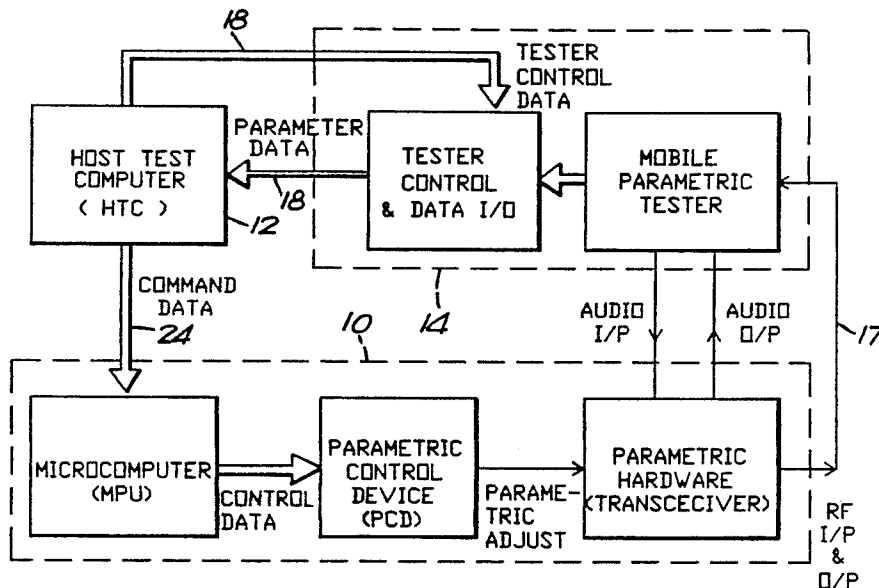 18
TESTER
CONTROL
DATA
HOST TEST
COMPUTER
( HTC )
12
PARAMETER
DATA
18
TESTER
CONTROL
& DATA I/O
MOBILE
PARAMETRIC
TESTER
COMMAND
DATA
24
14
10
AUDIO
I/P
AUDIO
O/P
17
MICROCOMPUTER
(MPU)
CONTROL
DATA
PARAMETRIC
CONTROL
DEVICE
(PCD)
PARAME-
TRIC
ADJUST
PARAMETRIC
HARDWARE
(TRANSCECIVER)
RF
I/P
&
O/P